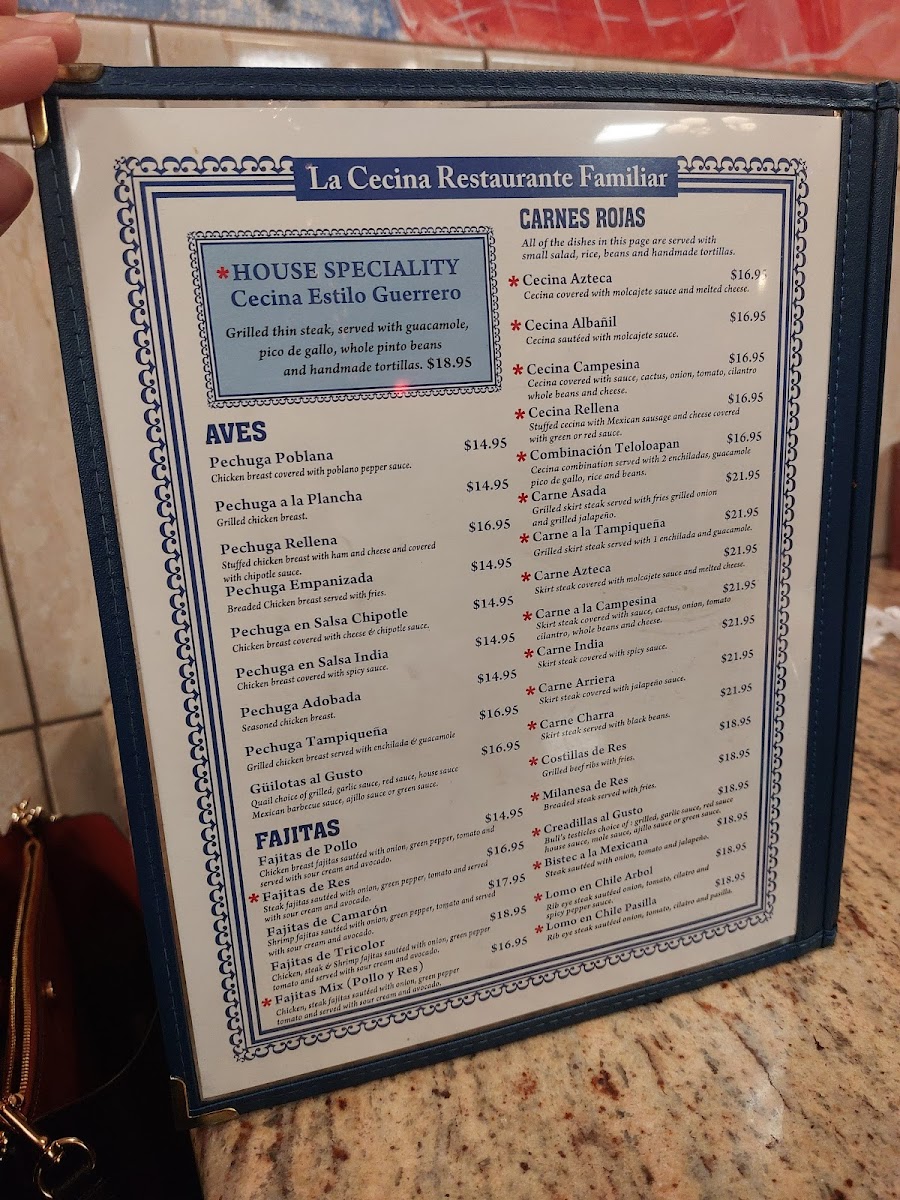 La Cecina Restaurante Familiar
*HOUSE SPECIALITY
Cecina Estilo Guerrero
Grilled thin steak, served with guacamole,
pico de gallo, whole pinto beans
and handmade tortillas. $18.95
AVES
Pechuga Poblana $14.95
Chicken breast covered with poblano pepper sauce.
Pechuga a la Plancha $14.95
Grilled chicken breast.
Pechuga Rellena $16.95
Stuffed chicken breast with ham and cheese and covered
with chipotle sauce.
Pechuga Empanizada $14.95
Breaded Chicken breast served with fries.
Pechuga en Salsa Chipotle $14.95
Chicken breast covered with cheese & chipotle sauce.
Pechuga en Salsa India $14.95
Chicken breast covered with spicy sauce.
Pechuga Adobada $14.95
Seasoned chicken breast.
Pechuga Tampiqueña $16.95
Grilled chicken breast served with enchilada & guacamole
Güilotas al Gusto $16.95
Quail choice of grilled, garlic sauce, red sauce, house sauce
Mexican barbecue sauce, ajillo sauce or green sauce.
FAJITAS
Fajitas de Pollo $14.95
Chicken breast fajitas sautéed with onion, green pepper, tomato and
served with sour cream and avocado.
*Fajitas de Res $16.95
Steak fajitas sautéed with onion, green pepper, tomato and served
with sour cream and avocado.
Fajitas de Camarón $17.95
Shrimp fajitas sautéed with onion, green pepper, tomato and served
with sour cream and avocado.
Fajitas de Tricolor $18.95
Chicken, steak & Shrimp fajitas sautéed with onion, green pepper
tomato and served with sour cream and avocado.
*Fajitas Mix (Pollo y Res) $16.95
Chicken, steak fajitas sautéed with onion, green pepper
tomato and served with sour cream and avocado.
CARNES ROJAS
All of the dishes in this page are served with
small salad, rice, beans and handmade tortillas.
*Cecina Azteca $16.95
Cecina covered with molcajete sauce and melted cheese.
*Cecina Albañil $16.95
Cecina sautéed with molcajete sauce.
*Cecina Campesina $16.95
Cecina covered with sauce, cactus, onion, tomato, cilantro
whole beans and cheese.
*Cecina Rellena $16.95
Stuffed cecina with Mexican sausage and cheese covered
with green or red sauce.
*Combinación Teloloapan $16.95
Cecina combination served with 2 enchiladas, guacamole
pico de gallo, rice and beans.
*Carne Asada $21.95
Grilled skirt steak served with fries grilled onion
and grilled jalapeño.
*Carne a la Tampiqueña $21.95
Grilled skirt steak served with 1 enchilada and guacamole.
*Carne Azteca $21.95
Skirt steak covered with molcajete sauce and melted cheese.
*Carne a la Campesina $21.95
Skirt steak covered with sauce, cactus, onion, tomato
cilantro, whole beans and cheese.
*Carne India $21.95
Skirt steak covered with spicy sauce.
*Carne Arriera $21.95
Skirt steak covered with jalapeño sauce.
*Carne Charra $21.95
Skirt steak served with black beans.
*Costillas de Res $18.95
Grilled beef ribs with fries.
*Milanesa de Res $18.95
Breaded steak served with fries.
*Creadillas al Gusto $18.95
Bull's testicles choice of : grilled, garlic sauce, red sauce
house sauce, mole sauce, ajillo sauce or green sauce.
*Bistec a la Mexicana $18.95
Steak sautéed with onion, tomato and jalapeño.
*Lomo en Chile Arbol $18.95
Rib eye steak sautéed onion, tomato, cilatro and
spicy pepper sauce.
*Lomo en Chile Pasilla $18.95
Rib eye steak sautéed onion, tomato, cilatro and pasilla.